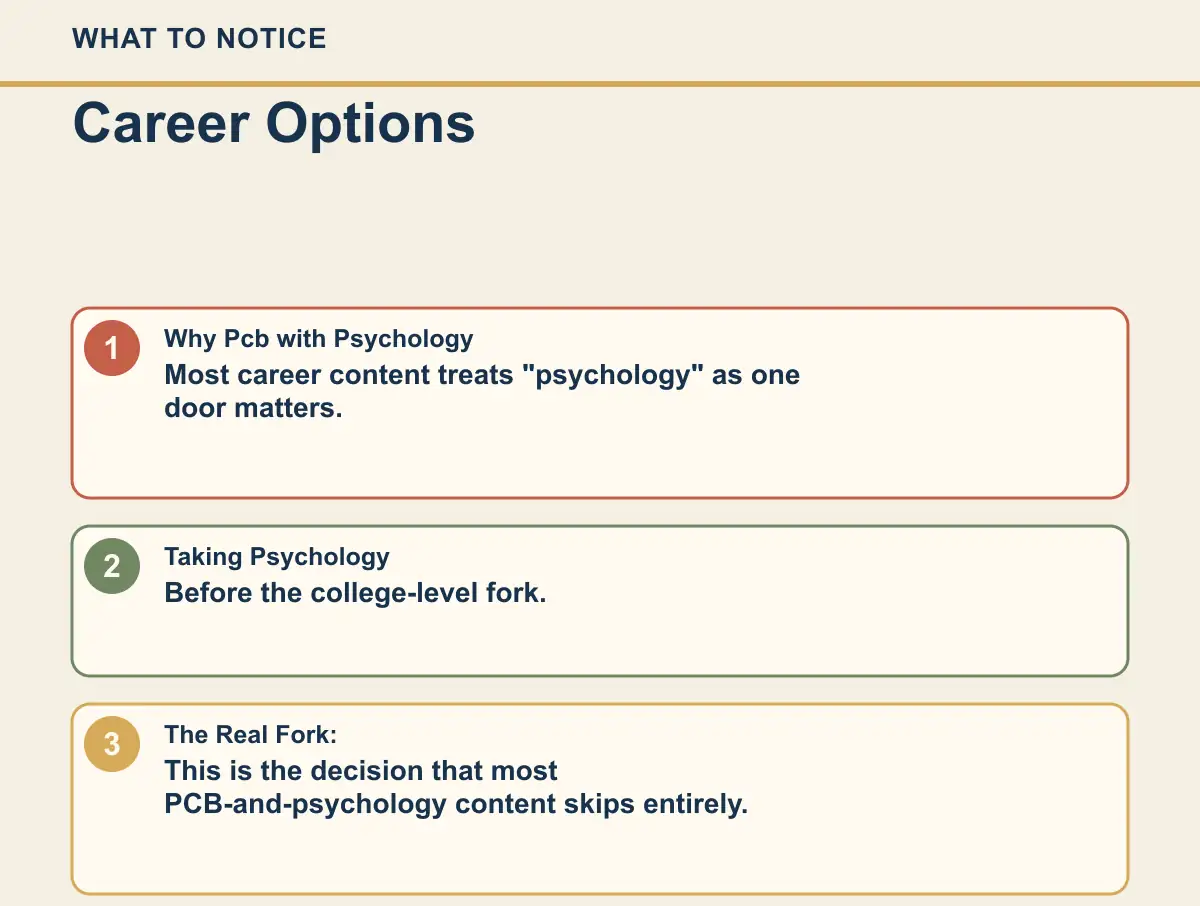 WHAT TO NOTICE
Career Options
1
Why Pcb with Psychology
Most career content treats "psychology" as one
door matters.
2
Taking Psychology
Before the college-level fork.
3
The Real Fork:
This is the decision that most
PCB-and-psychology content skips entirely.